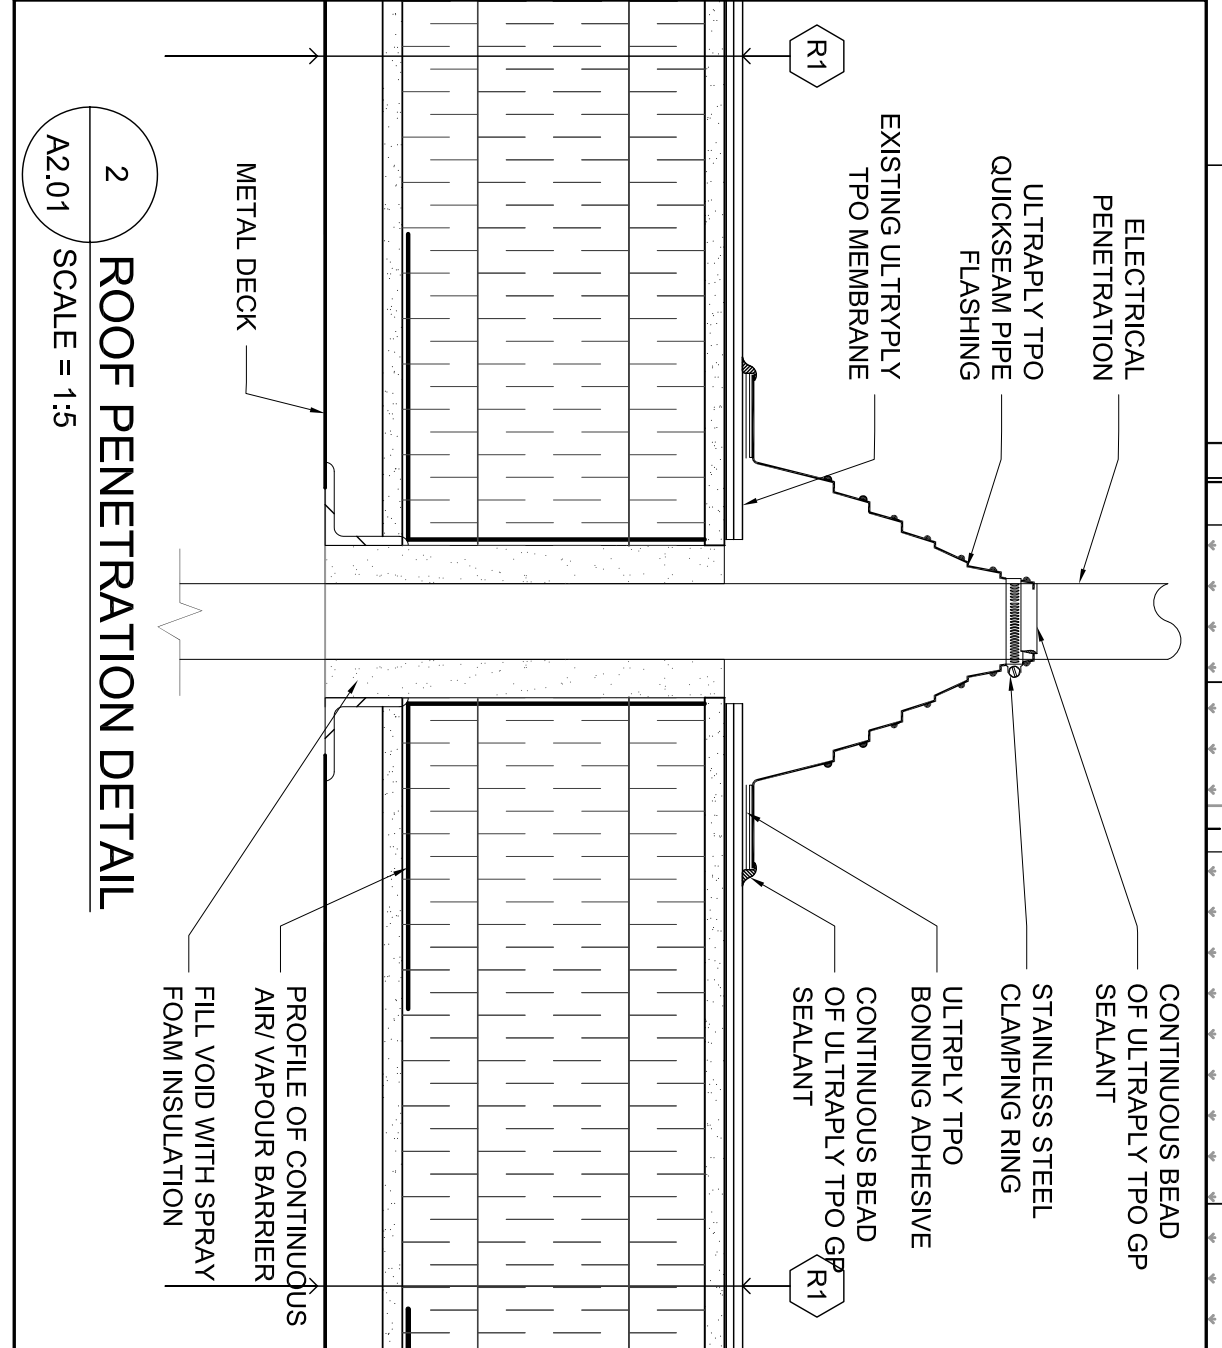 ELECTRICAL
PENETRATION
ULTRAPLY TPO
QUICKSEAM PIPE
FLASHING
EXISTING ULTRYPLY
TPO MEMBRANE
R1
METAL DECK
CONTINUOUS BEAD
OF ULTRAPLY TPO GP
SEALANT
STAINLESS STEEL
CLAMPING RING
ULTRPLY TPO
BONDING ADHESIVE
CONTINUOUS BEAD
OF ULTRAPLY TPO GP
SEALANT
R1
PROFILE OF CONTINUOUS
AIR/ VAPOUR BARRIER
FILL VOID WITH SPRAY
FOAM INSULATION
2
A2.01
ROOF PENETRATION DETAIL
SCALE = 1:5